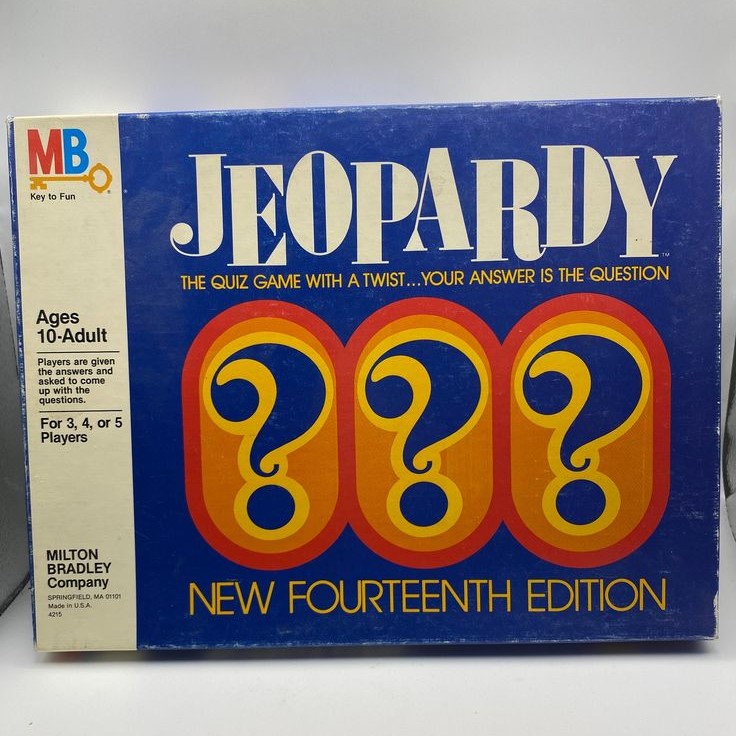 MB
Key to Fun
JEOPARDY™
THE QUIZ GAME WITH A TWIST...YOUR ANSWER IS THE QUESTION
Ages
10-Adult
Players are given
the answers and
asked to come
up with the
questions.
For 3, 4, or 5
Players
? ? ?
MILTON
BRADLEY
Company
SPRINGFIELD, MA 01101
Made in U.S.A.
4215
NEW FOURTEENTH EDITION